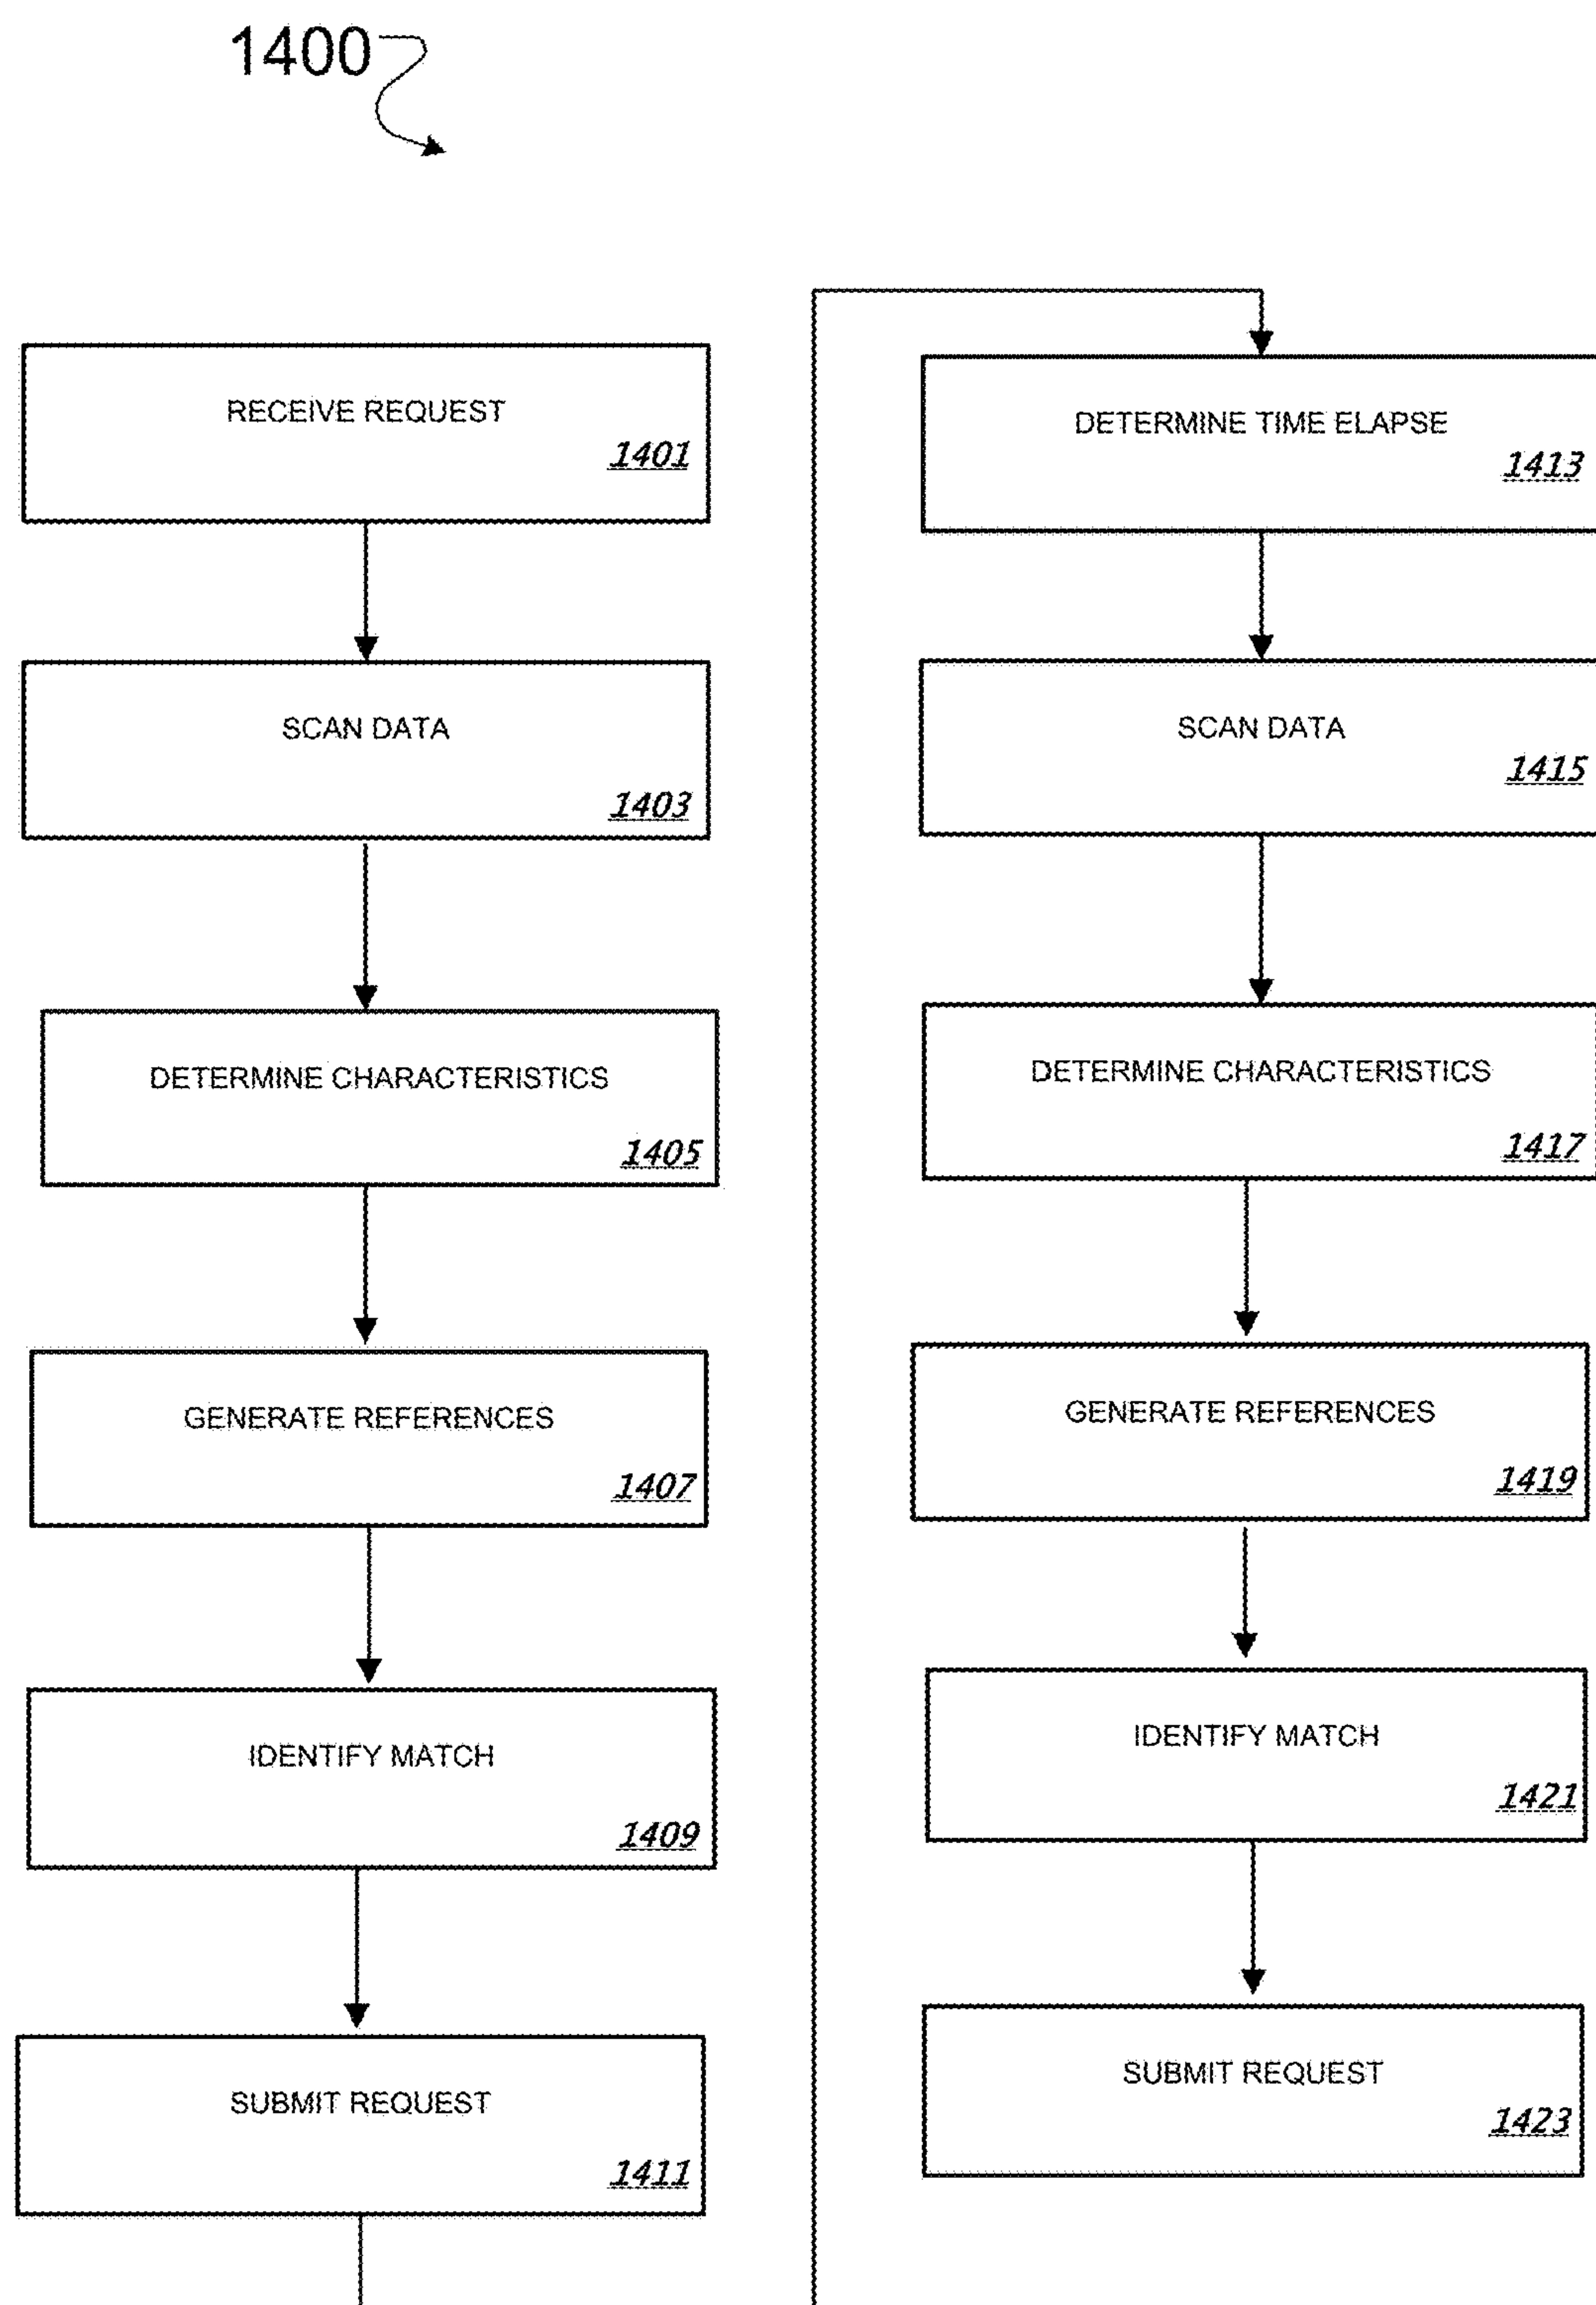 1400
RECEIVE REQUEST
1401
SCAN DATA
1403
DETERMINE CHARACTERISTICS
1405
GENERATE REFERENCES
1407
IDENTIFY MATCH
1409
SUBMIT REQUEST
1411
DETERMINE TIME ELAPSE
1413
SCAN DATA
1415
DETERMINE CHARACTERISTICS
1417
GENERATE REFERENCES
1419
IDENTIFY MATCH
1421
SUBMIT REQUEST
1423